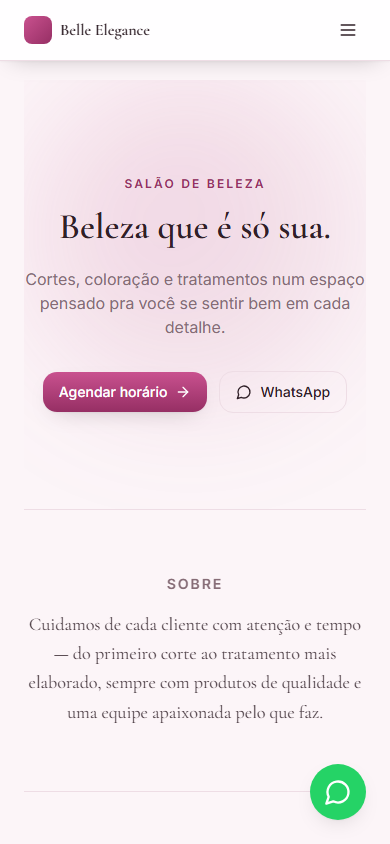 Belle Elegance
SALÃO DE BELEZA
Beleza que é só sua.
Cortes, coloração e tratamentos num espaço
pensado pra você se sentir bem em cada
detalhe.
Agendar horário
WhatsApp
SOBRE
Cuidamos de cada cliente com atenção e tempo
— do primeiro corte ao tratamento mais
elaborado, sempre com produtos de qualidade e
uma equipe apaixonada pelo que faz.